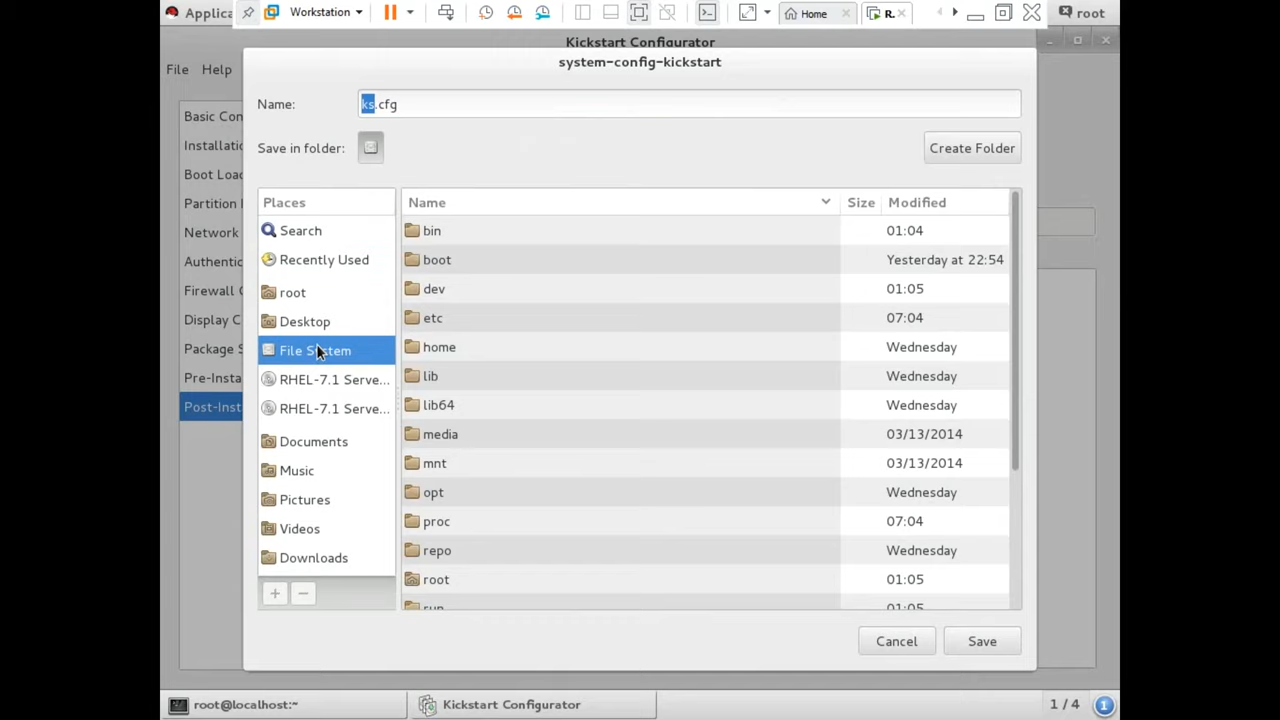 Applica
Workstation
Home
R.
root
Kickstart Configurator
system-config-kickstart
File Help
Name: ks.cfg
Save in folder:
Create Folder
Basic Con
Installatio
Boot Load
Partition I
Network
Authentic
Firewall C
Display C
Package S
Pre-Insta
Post-Inst
Places
Search
Recently Used
root
Desktop
File System
RHEL-7.1 Serve...
RHEL-7.1 Serve...
Documents
Music
Pictures
Videos
Downloads
Name Size Modified
bin 01:04
boot Yesterday at 22:54
dev 01:05
etc 07:04
home Wednesday
lib Wednesday
lib64 Wednesday
media 03/13/2014
mnt 03/13/2014
opt Wednesday
proc 07:04
repo Wednesday
root 01:05
run 01:05
Cancel Save
root@localhost:~
Kickstart Configurator
1 / 4
1